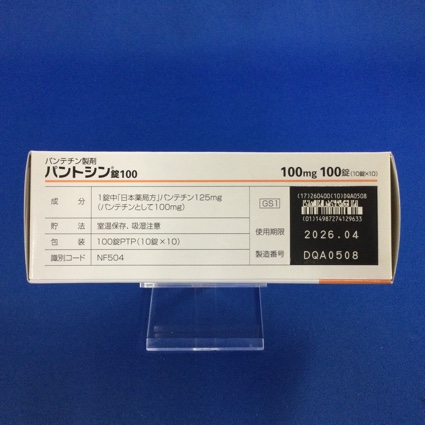 パンテチン製剤
パントシン®錠100
100mg 100錠(10錠×10)
成 分 1錠中「日本薬局方」パンテチン125mg
(パンテチンとして100mg)
貯 法 室温保存、吸湿注意
包 装 100錠PTP(10錠×10)
識別コード NF504
GS1
(17)260400(10)DQA0508
(01)14987274129633
使用期限 2026.04
製造番号 DQA0508